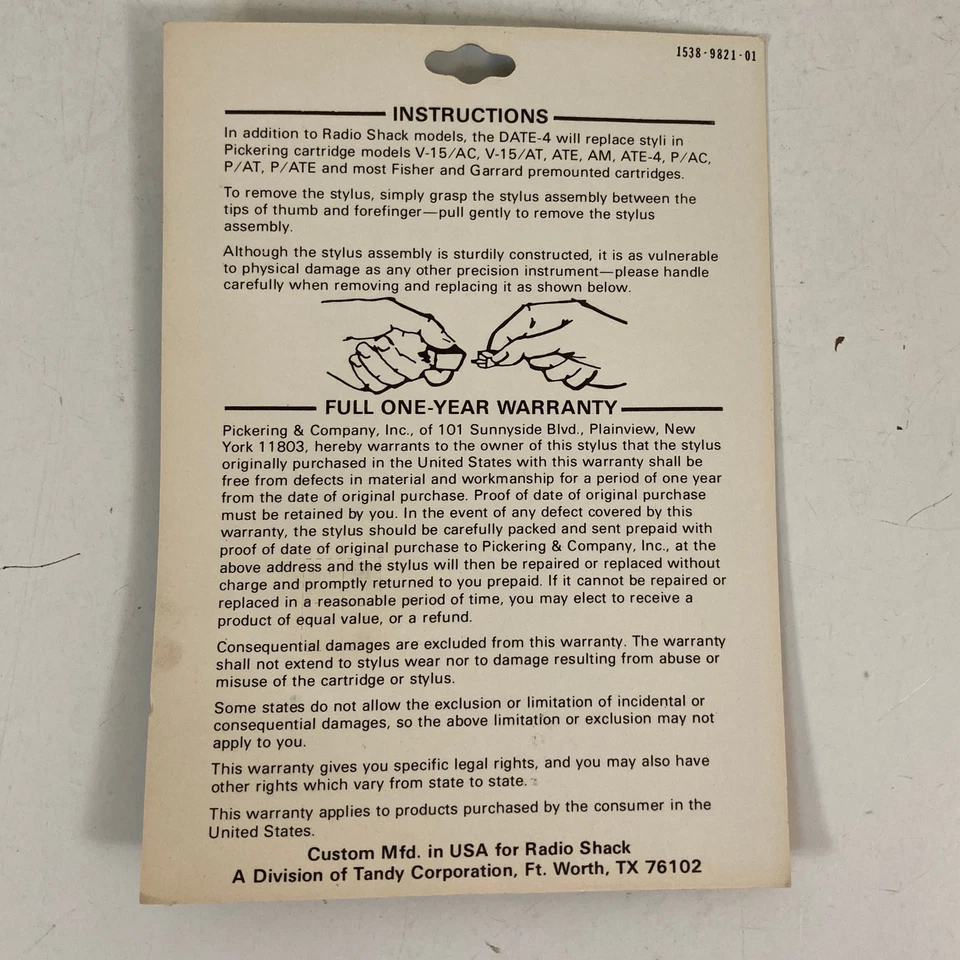 1538-9821-01
INSTRUCTIONS
In addition to Radio Shack models, the DATE-4 will replace styli in
Pickering cartridge models V-15/AC, V-15/AT, ATE, AM, ATE-4, P/AC,
P/AT, P/ATE and most Fisher and Garrard premounted cartridges.
To remove the stylus, simply grasp the stylus assembly between the
tips of thumb and forefinger—pull gently to remove the stylus
assembly.
Although the stylus assembly is sturdily constructed, it is as vulnerable
to physical damage as any other precision instrument—please handle
carefully when removing and replacing it as shown below.
FULL ONE-YEAR WARRANTY
Pickering & Company, Inc., of 101 Sunnyside Blvd., Plainview, New
York 11803, hereby warrants to the owner of this stylus that the stylus
originally purchased in the United States with this warranty shall be
free from defects in material and workmanship for a period of one year
from the date of original purchase. Proof of date of original purchase
must be retained by you. In the event of any defect covered by this
warranty, the stylus should be carefully packed and sent prepaid with
proof of date of original purchase to Pickering & Company, Inc., at the
above address and the stylus will then be repaired or replaced without
charge and promptly returned to you prepaid. If it cannot be repaired or
replaced in a reasonable period of time, you may elect to receive a
product of equal value, or a refund.
Consequential damages are excluded from this warranty. The warranty
shall not extend to stylus wear nor to damage resulting from abuse or
misuse of the cartridge or stylus.
Some states do not allow the exclusion or limitation of incidental or
consequential damages, so the above limitation or exclusion may not
apply to you.
This warranty gives you specific legal rights, and you may also have
other rights which vary from state to state.
This warranty applies to products purchased by the consumer in the
United States.
Custom Mfd. in USA for Radio Shack
A Division of Tandy Corporation, Ft. Worth, TX 76102